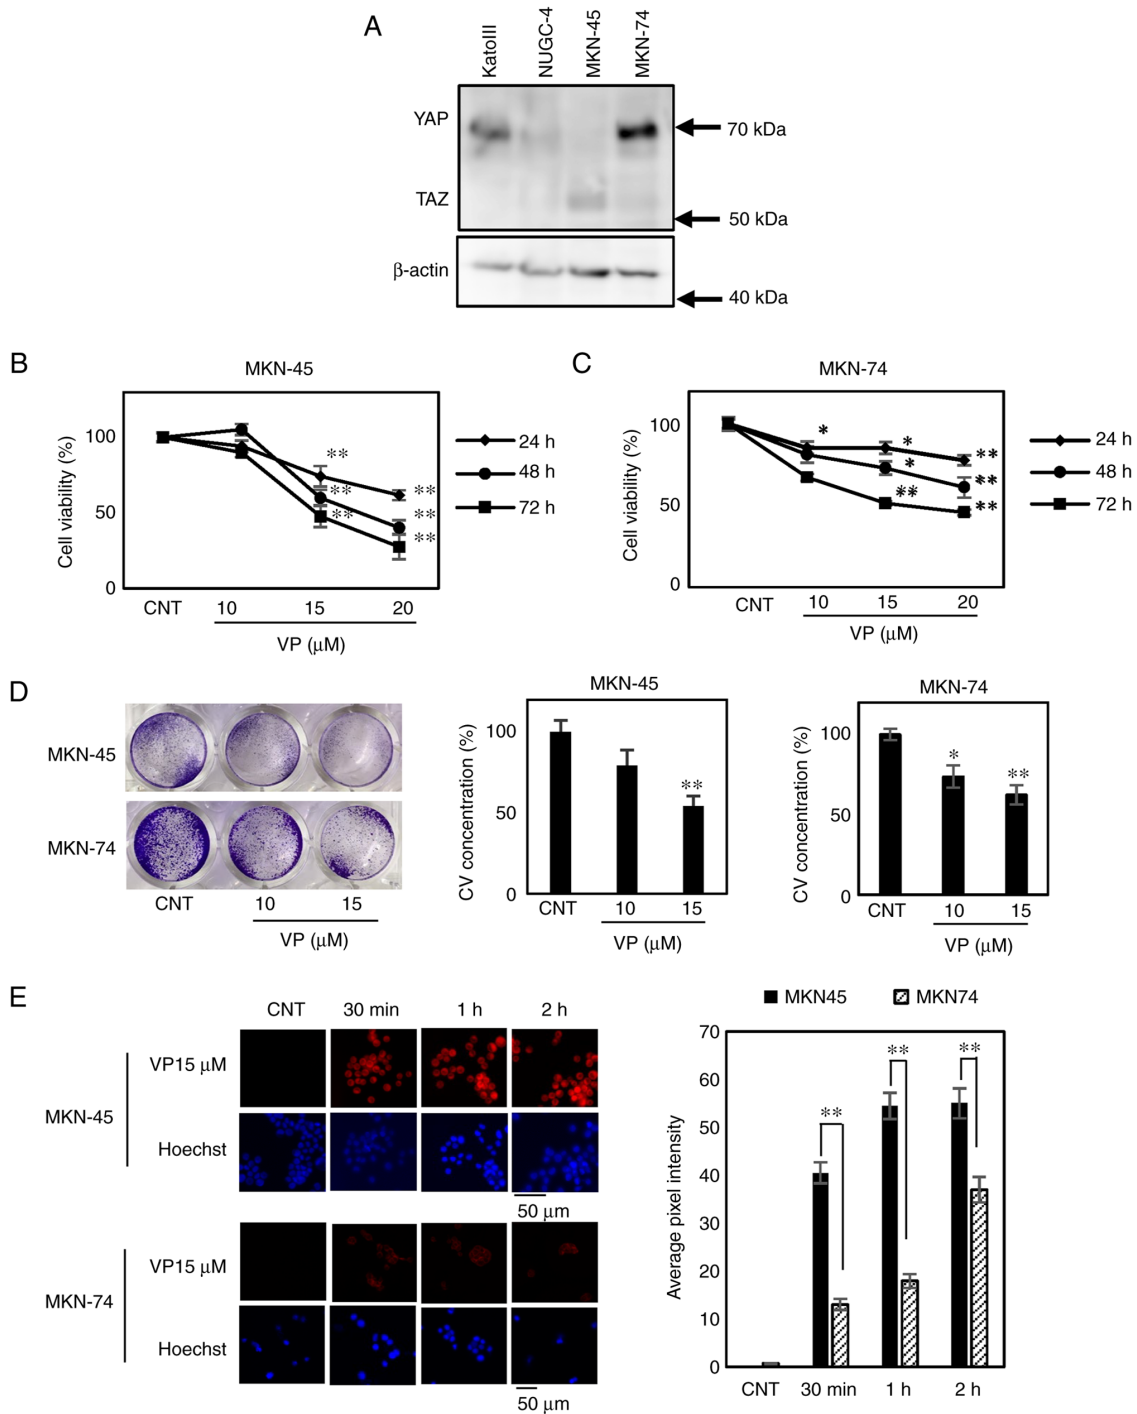 A
KatoIII
NUGC-4
MKN-45
MKN-74
YAP
70 kDa
TAZ
50 kDa
β-actin
40 kDa
B
MKN-45
Cell viability (%)
100
50
0
**
**
**
**
**
**
24 h
48 h
72 h
CNT 10 15 20
VP (μM)
C
MKN-74
Cell viability (%)
100
50
0
*
*
*
**
**
**
**
24 h
48 h
72 h
CNT 10 15 20
VP (μM)
D
MKN-45
MKN-74
CNT 10 15
VP (μM)
MKN-45
CV concentration (%)
100
50
0
**
CNT 10 15
VP (μM)
MKN-74
CV concentration (%)
100
50
0
*
**
CNT 10 15
VP (μM)
E
CNT 30 min 1 h 2 h
MKN-45
VP15 μM
Hoechst
50 μm
MKN-74
VP15 μM
Hoechst
50 μm
MKN45 MKN74
Average pixel intensity
70
60
50
40
30
20
10
0
**
**
**
CNT 30 min 1 h 2 h